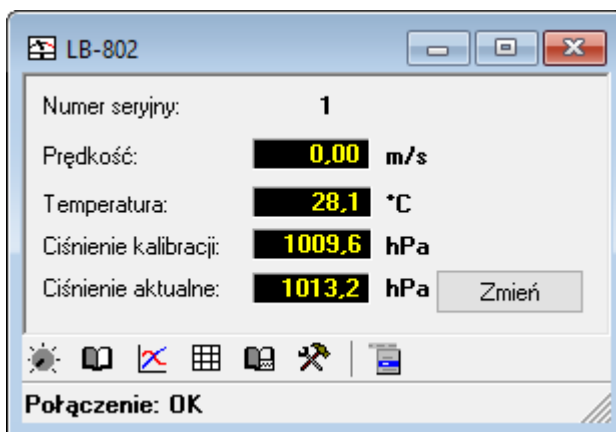 LB-802
Numer seryjny: 1
Prędkość: 0,00 m/s
Temperatura: 28,1 °C
Ciśnienie kalibracji: 1009,6 hPa
Ciśnienie aktualne: 1013,2 hPa Zmień
Połączenie: OK